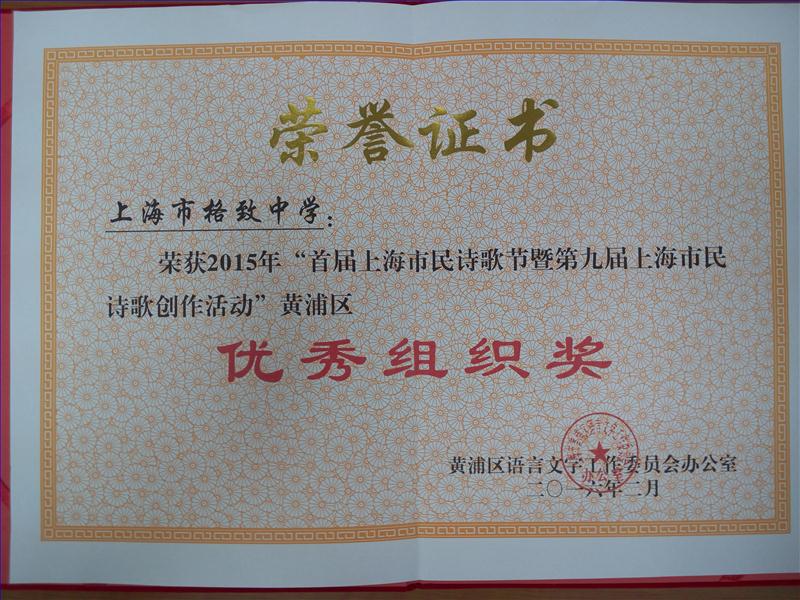 荣誉证书
上海市格致中学：
荣获2015年“首届上海市民诗歌节暨第九届上海市民
诗歌创作活动”黄浦区
优秀组织奖
黄浦区语言文字工作委员会办公室
二〇一六年二月
办公室